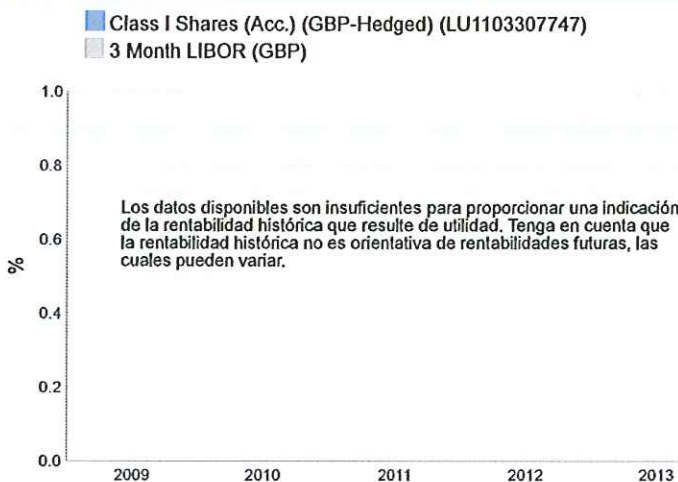 Class I Shares (Acc.) (GBP-Hedged) (LU1103307747)
3 Month LIBOR (GBP)
1.0
0.8
Los datos disponibles son insuficientes para proporcionar una indicación
de la rentabilidad histórica que resulte de utilidad. Tenga en cuenta que
la rentabilidad histórica no es orientativa de rentabilidades futuras, las
cuales pueden variar.
0.6
%
0.4
0.2
0.0
2009 2010 2011 2012 2013